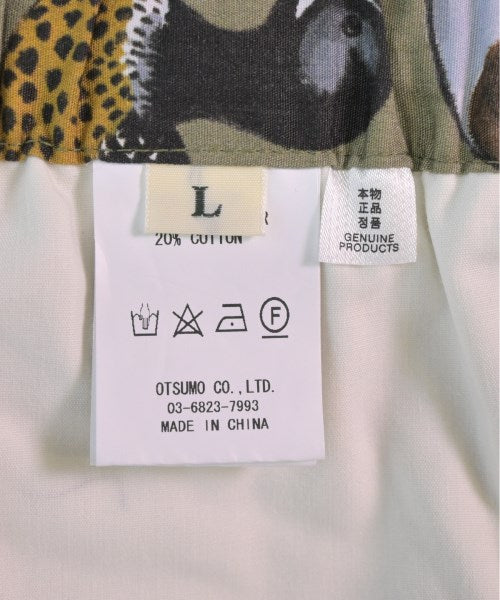 L
20% COTTON
F
OTSUMO CO.,LTD.
03-6823-7993
MADE IN CHINA
本物
正品
정품
GENUINE
PRODUCTS